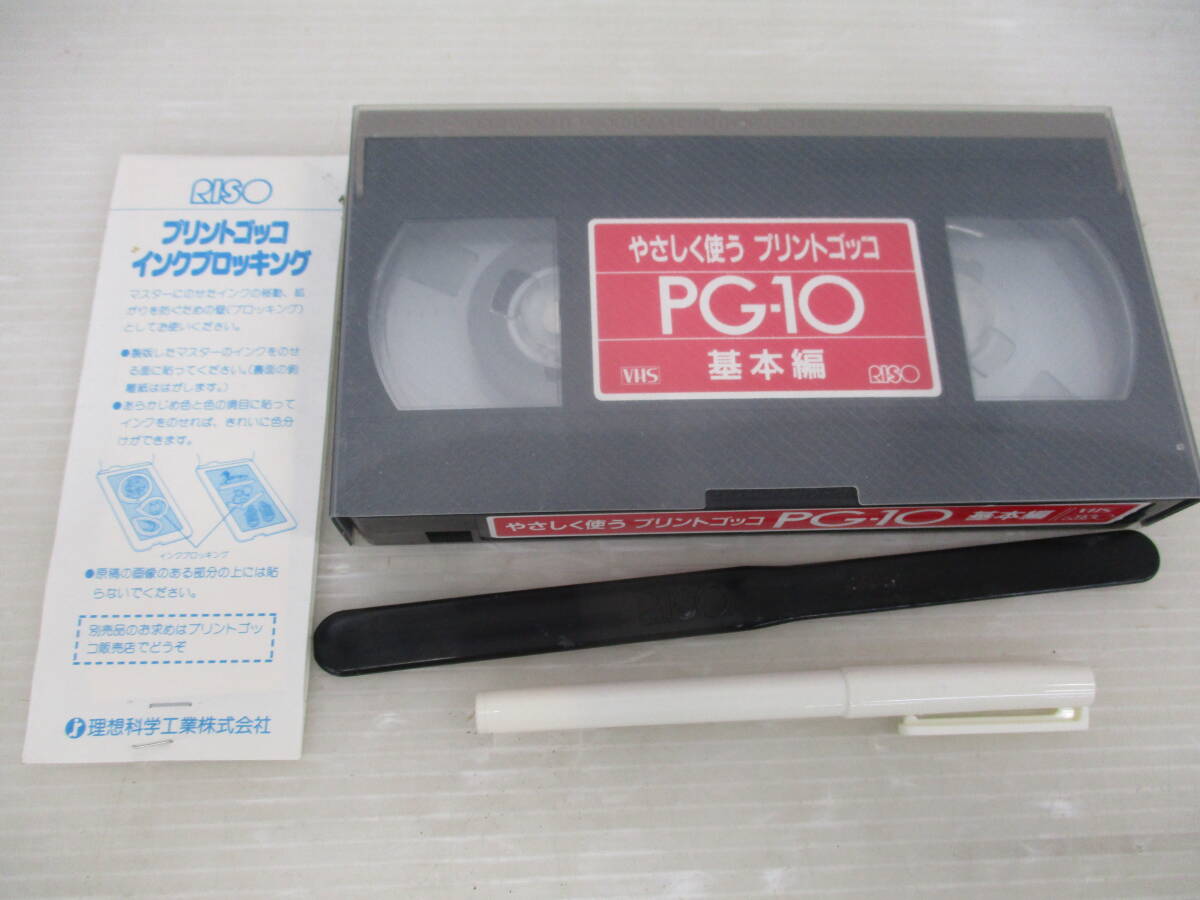 RISO
プリントゴッコ
インクブロッキング
マスターにのせたインクの移動、拡
がりを防ぐための壁(ブロッキング)
としてお使いください。
●製版したマスターのインクをのせ
る面に貼ってください。(裏面の剥
離紙ははがします。)
●あらかじめ色と色の境目に貼って
インクをのせれば、きれいに色分
けができます。
インクブロッキング
●原稿の画像のある部分の上には貼
らないでください。
別売品のお求めはプリントゴッ
コ販売店でどうぞ
理想科学工業株式会社
やさしく使う プリントゴッコ
PG-10
基本編
VHS
RISO
やさしく使う プリントゴッコ PG-10 基本編 VHS